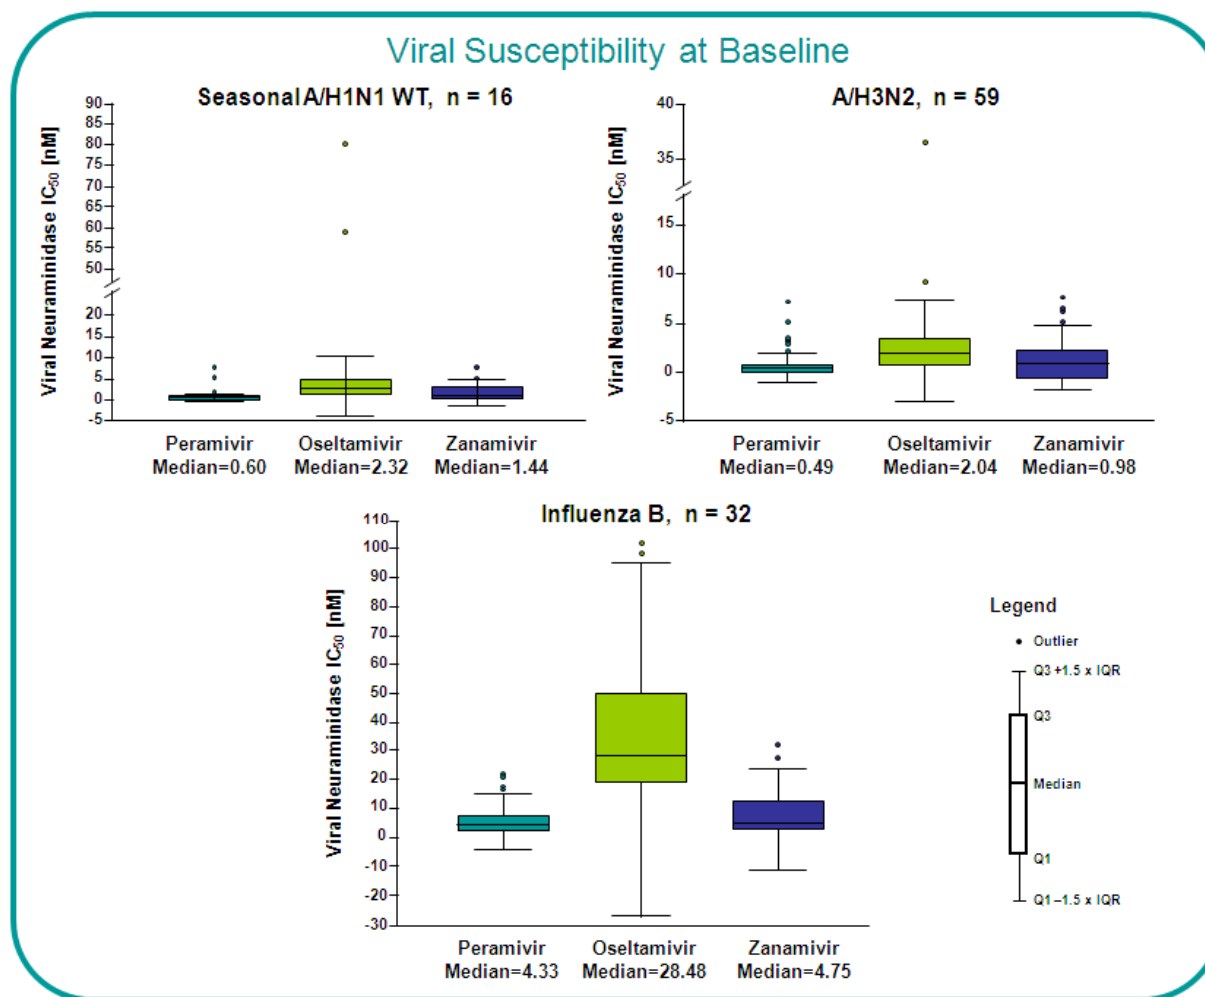 Viral Susceptibility at Baseline
Seasonal A/H1N1 WT, n = 16
Viral Neuraminidase IC50 [nM]
90
85
80
75
70
65
60
55
50
20
15
10
5
0
-5
Peramivir
Median=0.60
Oseltamivir
Median=2.32
Zanamivir
Median=1.44
A/H3N2, n = 59
Viral Neuraminidase IC50 [nM]
40
35
15
10
5
0
-5
Peramivir
Median=0.49
Oseltamivir
Median=2.04
Zanamivir
Median=0.98
Influenza B, n = 32
Viral Neuraminidase IC50 [nM]
110
100
90
80
70
60
50
40
30
20
10
0
-10
-20
-30
Peramivir
Median=4.33
Oseltamivir
Median=28.48
Zanamivir
Median=4.75
Legend
Outlier
Q3 +1.5 x IQR
Q3
Median
Q1
Q1 –1.5 x IQR